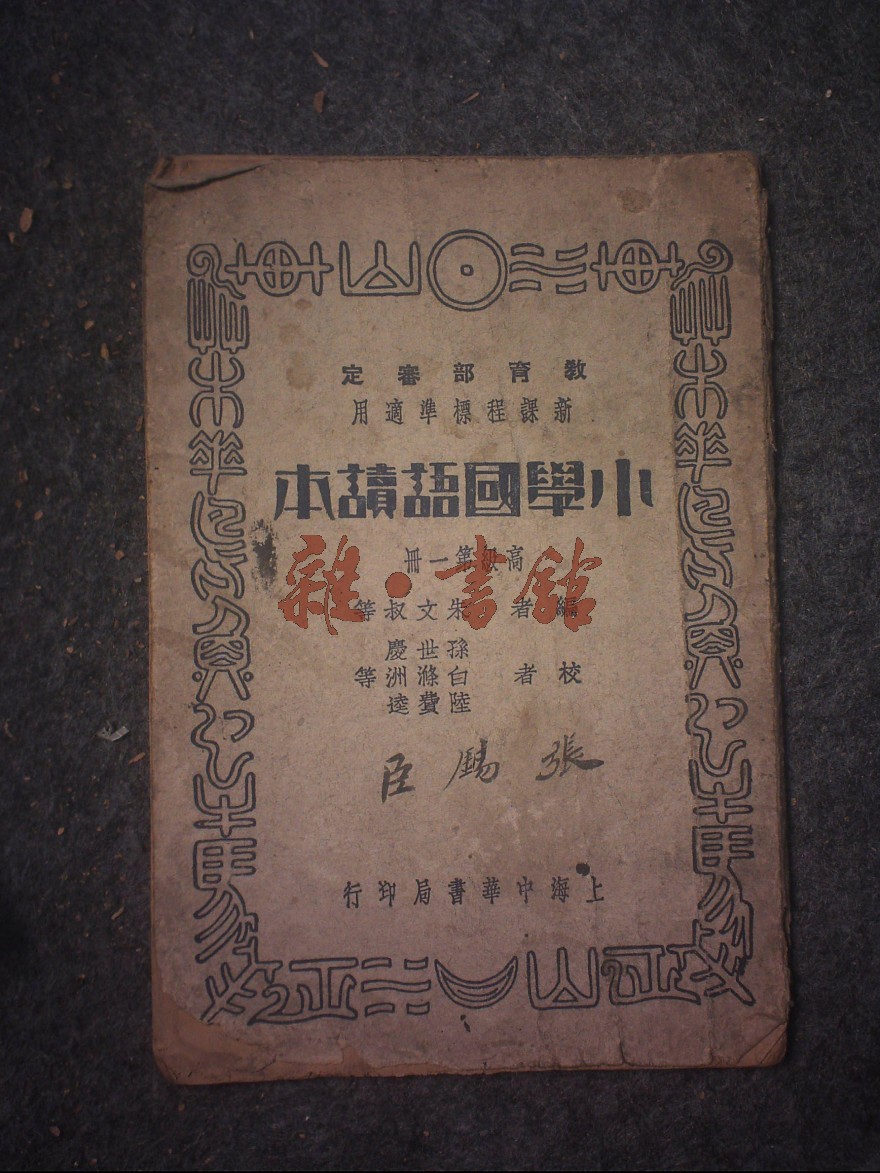 教育部審定
新課程標準適用
小學國語讀本
高級第一冊
編者 朱文叔等
孫世慶
校者 白滌洲等
陸費逵
張錫臣
上海中華書局印行
雜·書館